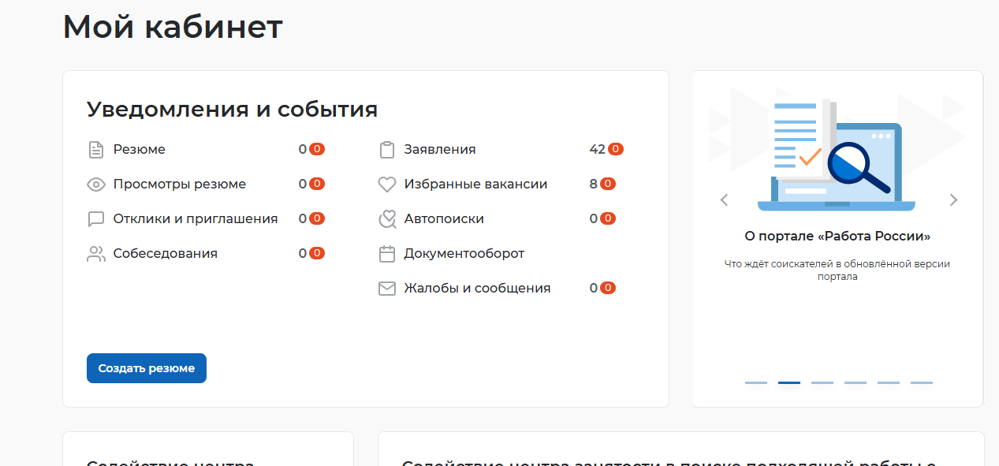 Мой кабинет
Уведомления и события
Резюме 0 0
Просмотры резюме 0 0
Отклики и приглашения 0 0
Собеседования 0 0
Заявления 42 0
Избранные вакансии 8 0
Автопоиски 0 0
Документооборот
Жалобы и сообщения 0 0
Создать резюме
О портале «Работа России»
Что ждёт соискателей в обновлённой версии
портала
Содействие центра
Содействие центра занятости в поиске подходящей работы с